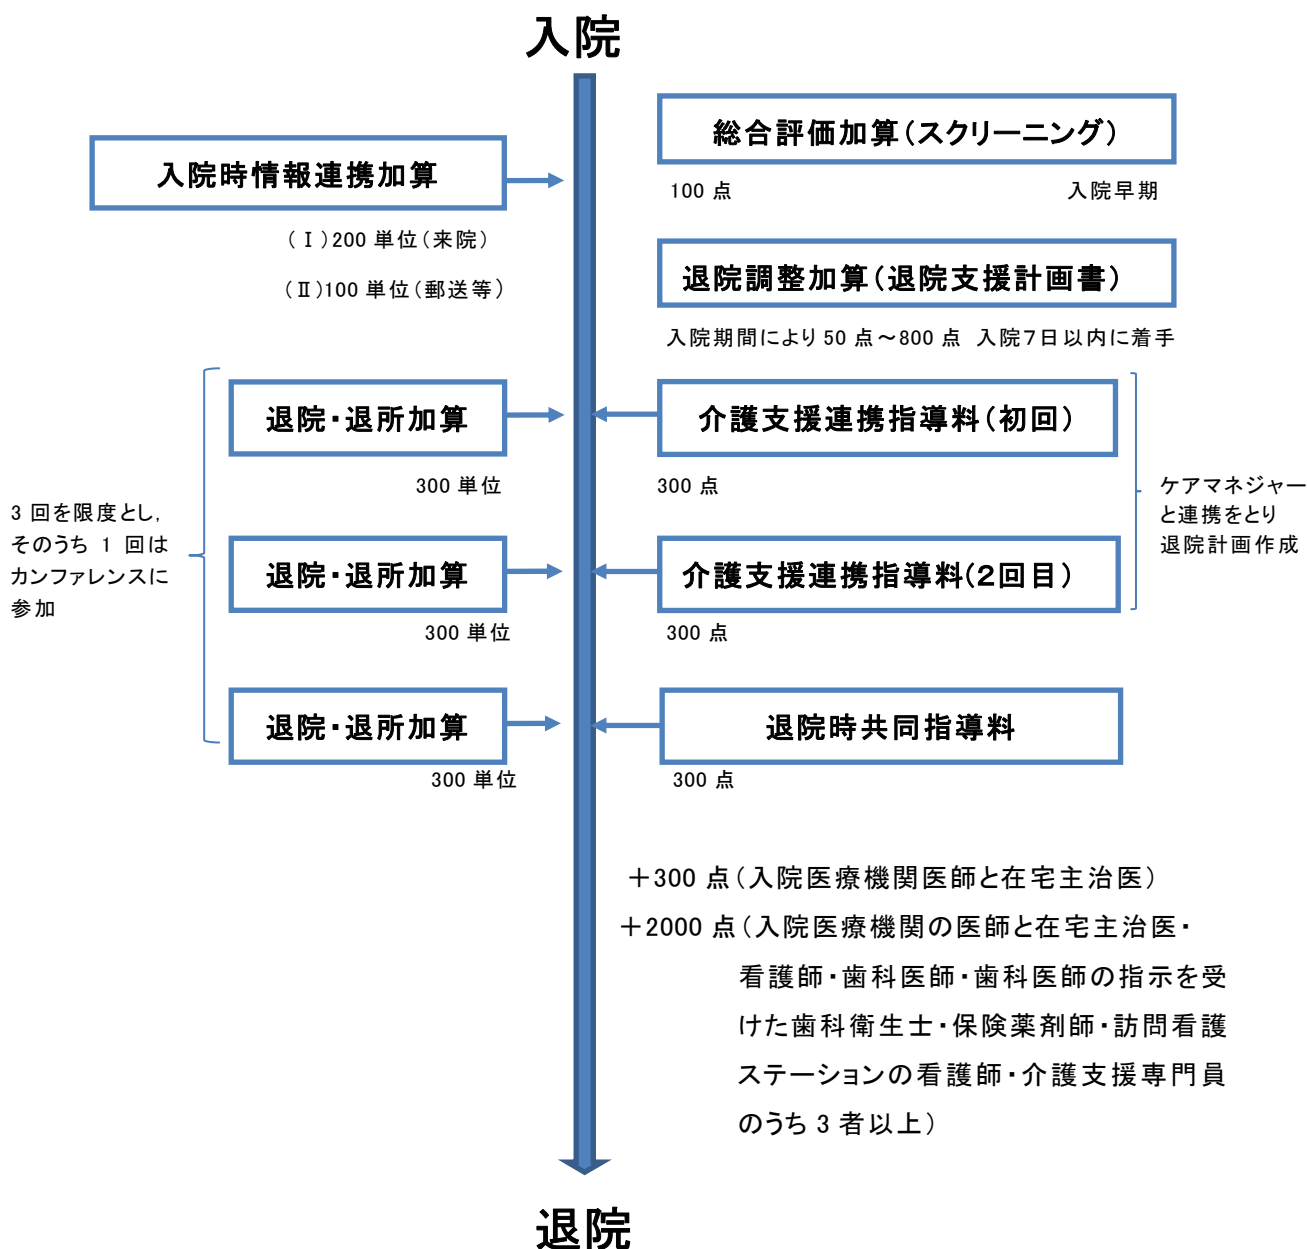 入院
総合評価加算（スクリーニング）
入院時情報連携加算
100 点
入院早期
（Ⅰ）200 単位（来院）
退院調整加算（退院支援計画書）
（Ⅱ）100 単位（郵送等）
入院期間により 50 点～800 点 入院７日以内に着手
退院・退所加算
介護支援連携指導料（初回）
300 単位
300 点
3 回を限度とし,
そのうち 1 回は
カンファレンスに
参加
ケアマネジャー
と連携をとり
退院計画作成
退院・退所加算
介護支援連携指導料（２回目）
300 単位
300 点
退院・退所加算
退院時共同指導料
300 単位
300 点
＋300 点（入院医療機関医師と在宅主治医）
＋2000 点（入院医療機関の医師と在宅主治医・
看護師・歯科医師・歯科医師の指示を受
けた歯科衛生士・保険薬剤師・訪問看護
ステーションの看護師・介護支援専門員
のうち 3 者以上）
退院